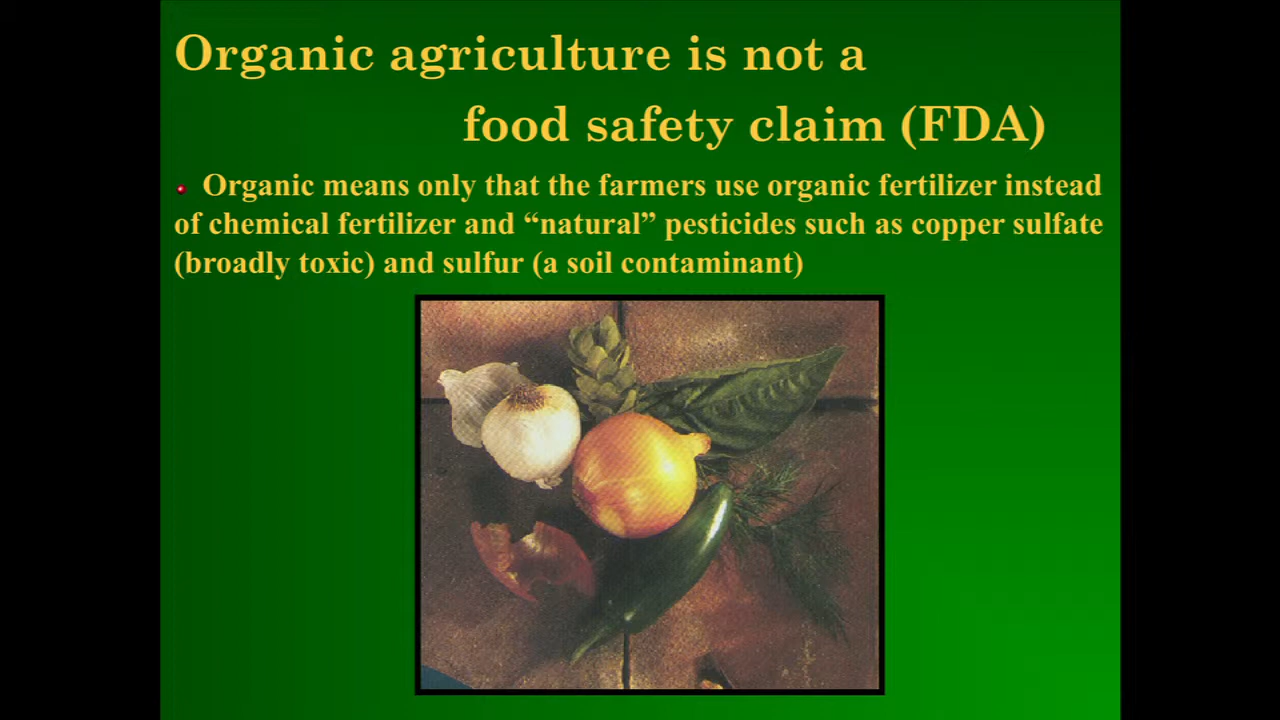 Organic agriculture is not a
food safety claim (FDA)
Organic means only that the farmers use organic fertilizer instead
of chemical fertilizer and “natural” pesticides such as copper sulfate
(broadly toxic) and sulfur (a soil contaminant)